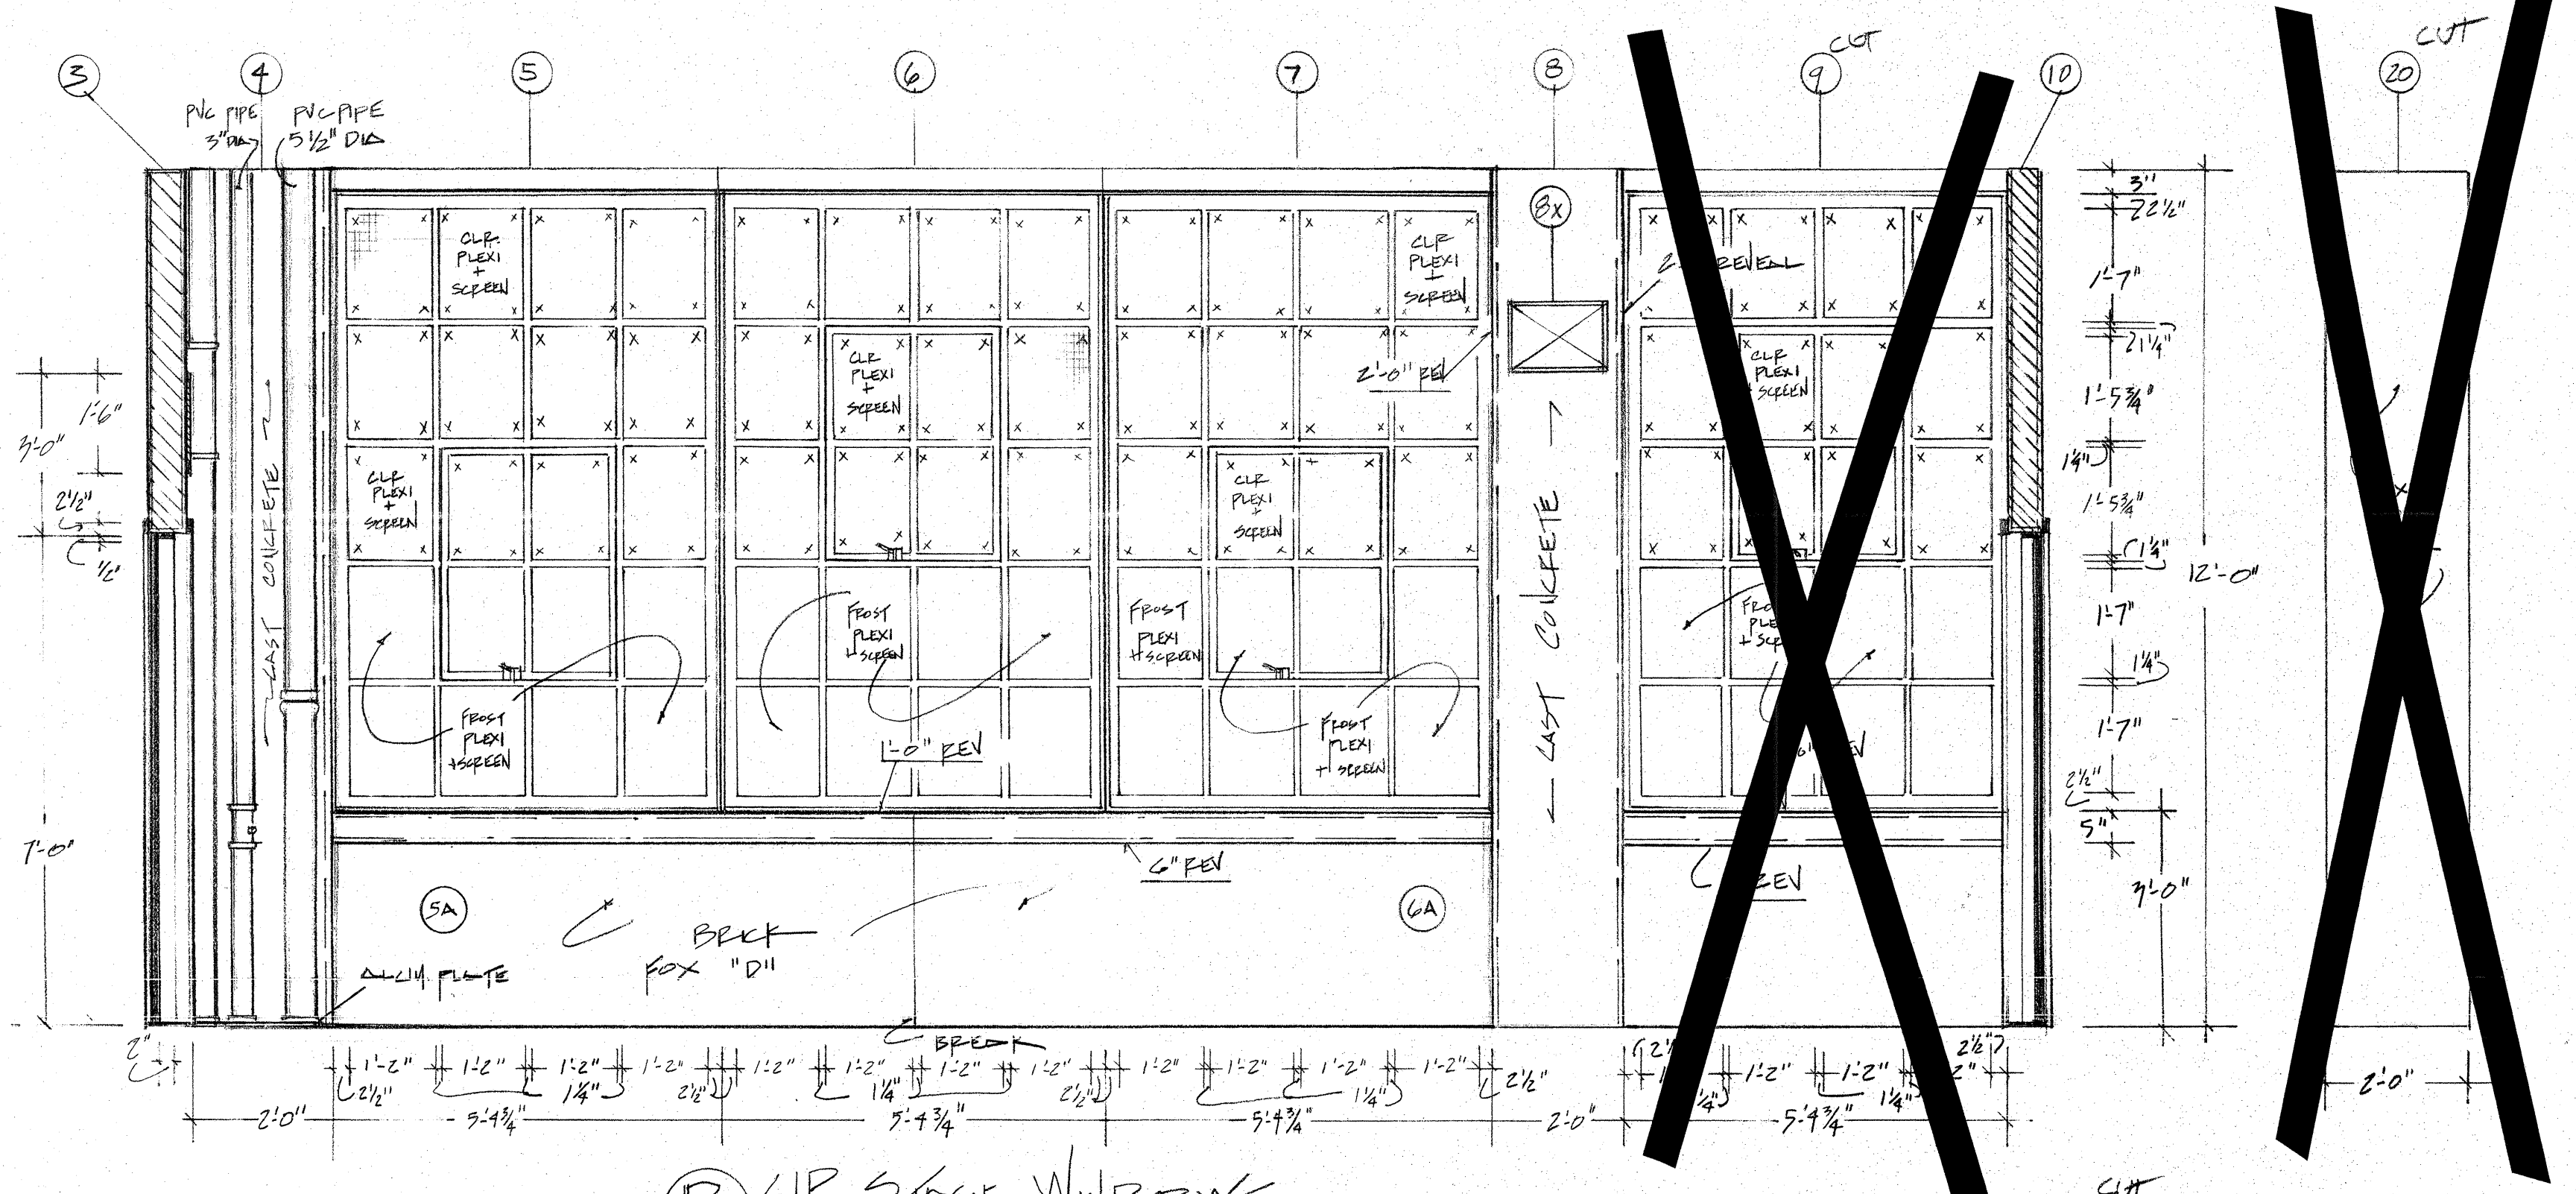 3
4
5
6
7
8
9
CUT
10
20
CUT
PVC PIPE
3" DIA
PVC PIPE
5 1/2" DIA
8X
CLR
PLEXI
+
SCREEN
CLR
PLEXI
+
SCREEN
REVEAL
CLR
PLEXI
+
SCREEN
2'-0" REV
CLR
PLEXI
+
SCREEN
CLR
PLEXI
+
SCREEN
CLR
PLEXI
+
SCREEN
CAST CONCRETE
CAST CONCRETE
FROST
PLEXI
+ SCREEN
FROST
PLEXI
+ SCREEN
FROST
PLEXI
+ SCREEN
FROST
PLEXI
+ SCREEN
1'-0" REV
6" REV
REV
5A
6A
BRICK
FOX "D"
ALUM. PLATE
BREAK
1'-6"
3'-0"
2 1/2"
1/2"
7'-0"
3"
2 1/2"
1'-7"
1 1/4"
1'-5 3/4"
1 1/4"
1'-5 3/4"
1 1/4"
12'-0"
1'-7"
1 1/4"
1'-7"
2 1/2"
5"
3'-0"
2"
1'-2" 1'-2" 1'-2" 1'-2" 1'-2" 1'-2" 1'-2" 1'-2" 1'-2" 1'-2" 1'-2" 1'-2" 1'-2" 1'-2"
2 1/2" 1 1/4" 2 1/2" 1 1/4" 2 1/2" 1 1/4" 2 1/2" 1 1/4" 2 1/2"
2'-0" 5'-4 3/4" 5'-4 3/4" 5'-4 3/4" 2'-0" 5'-4 3/4"
2'-0"
CUT